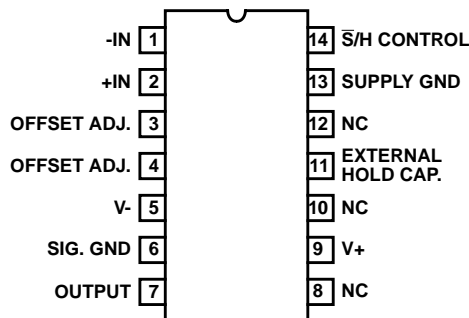 -IN 1
+IN 2
OFFSET ADJ. 3
OFFSET ADJ. 4
V- 5
SIG. GND 6
OUTPUT 7
14 S̅/H CONTROL
13 SUPPLY GND
12 NC
11 EXTERNAL
HOLD CAP.
10 NC
9 V+
8 NC